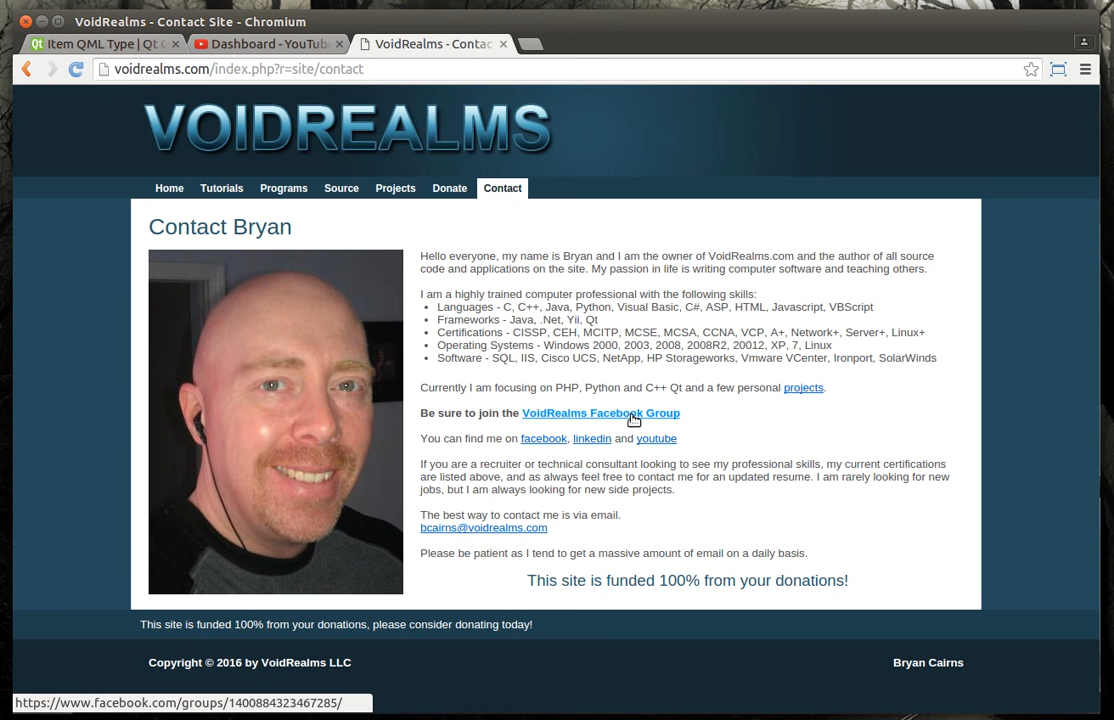 VoidRealms - Contact Site - Chromium
Item QML Type | Qt
Dashboard - YouTub
VoidRealms - Contac
voidrealms.com/index.php?r=site/contact
VOIDREALMS
Home Tutorials Programs Source Projects Donate Contact
Contact Bryan
Hello everyone, my name is Bryan and I am the owner of VoidRealms.com and the author of all source
code and applications on the site. My passion in life is writing computer software and teaching others.
I am a highly trained computer professional with the following skills:
• Languages - C, C++, Java, Python, Visual Basic, C#, ASP, HTML, Javascript, VBScript
• Frameworks - Java, .Net, Yii, Qt
• Certifications - CISSP, CEH, MCITP, MCSE, MCSA, CCNA, VCP, A+, Network+, Server+, Linux+
• Operating Systems - Windows 2000, 2003, 2008, 2008R2, 20012, XP, 7, Linux
• Software - SQL, IIS, Cisco UCS, NetApp, HP Storageworks, Vmware VCenter, Ironport, SolarWinds
Currently I am focusing on PHP, Python and C++ Qt and a few personal projects.
Be sure to join the VoidRealms Facebook Group
You can find me on facebook, linkedin and youtube
If you are a recruiter or technical consultant looking to see my professional skills, my current certifications
are listed above, and as always feel free to contact me for an updated resume. I am rarely looking for new
jobs, but I am always looking for new side projects.
The best way to contact me is via email.
bcairns@voidrealms.com
Please be patient as I tend to get a massive amount of email on a daily basis.
This site is funded 100% from your donations!
This site is funded 100% from your donations, please consider donating today!
Copyright © 2016 by VoidRealms LLC
Bryan Cairns
https://www.facebook.com/groups/1400884323467285/